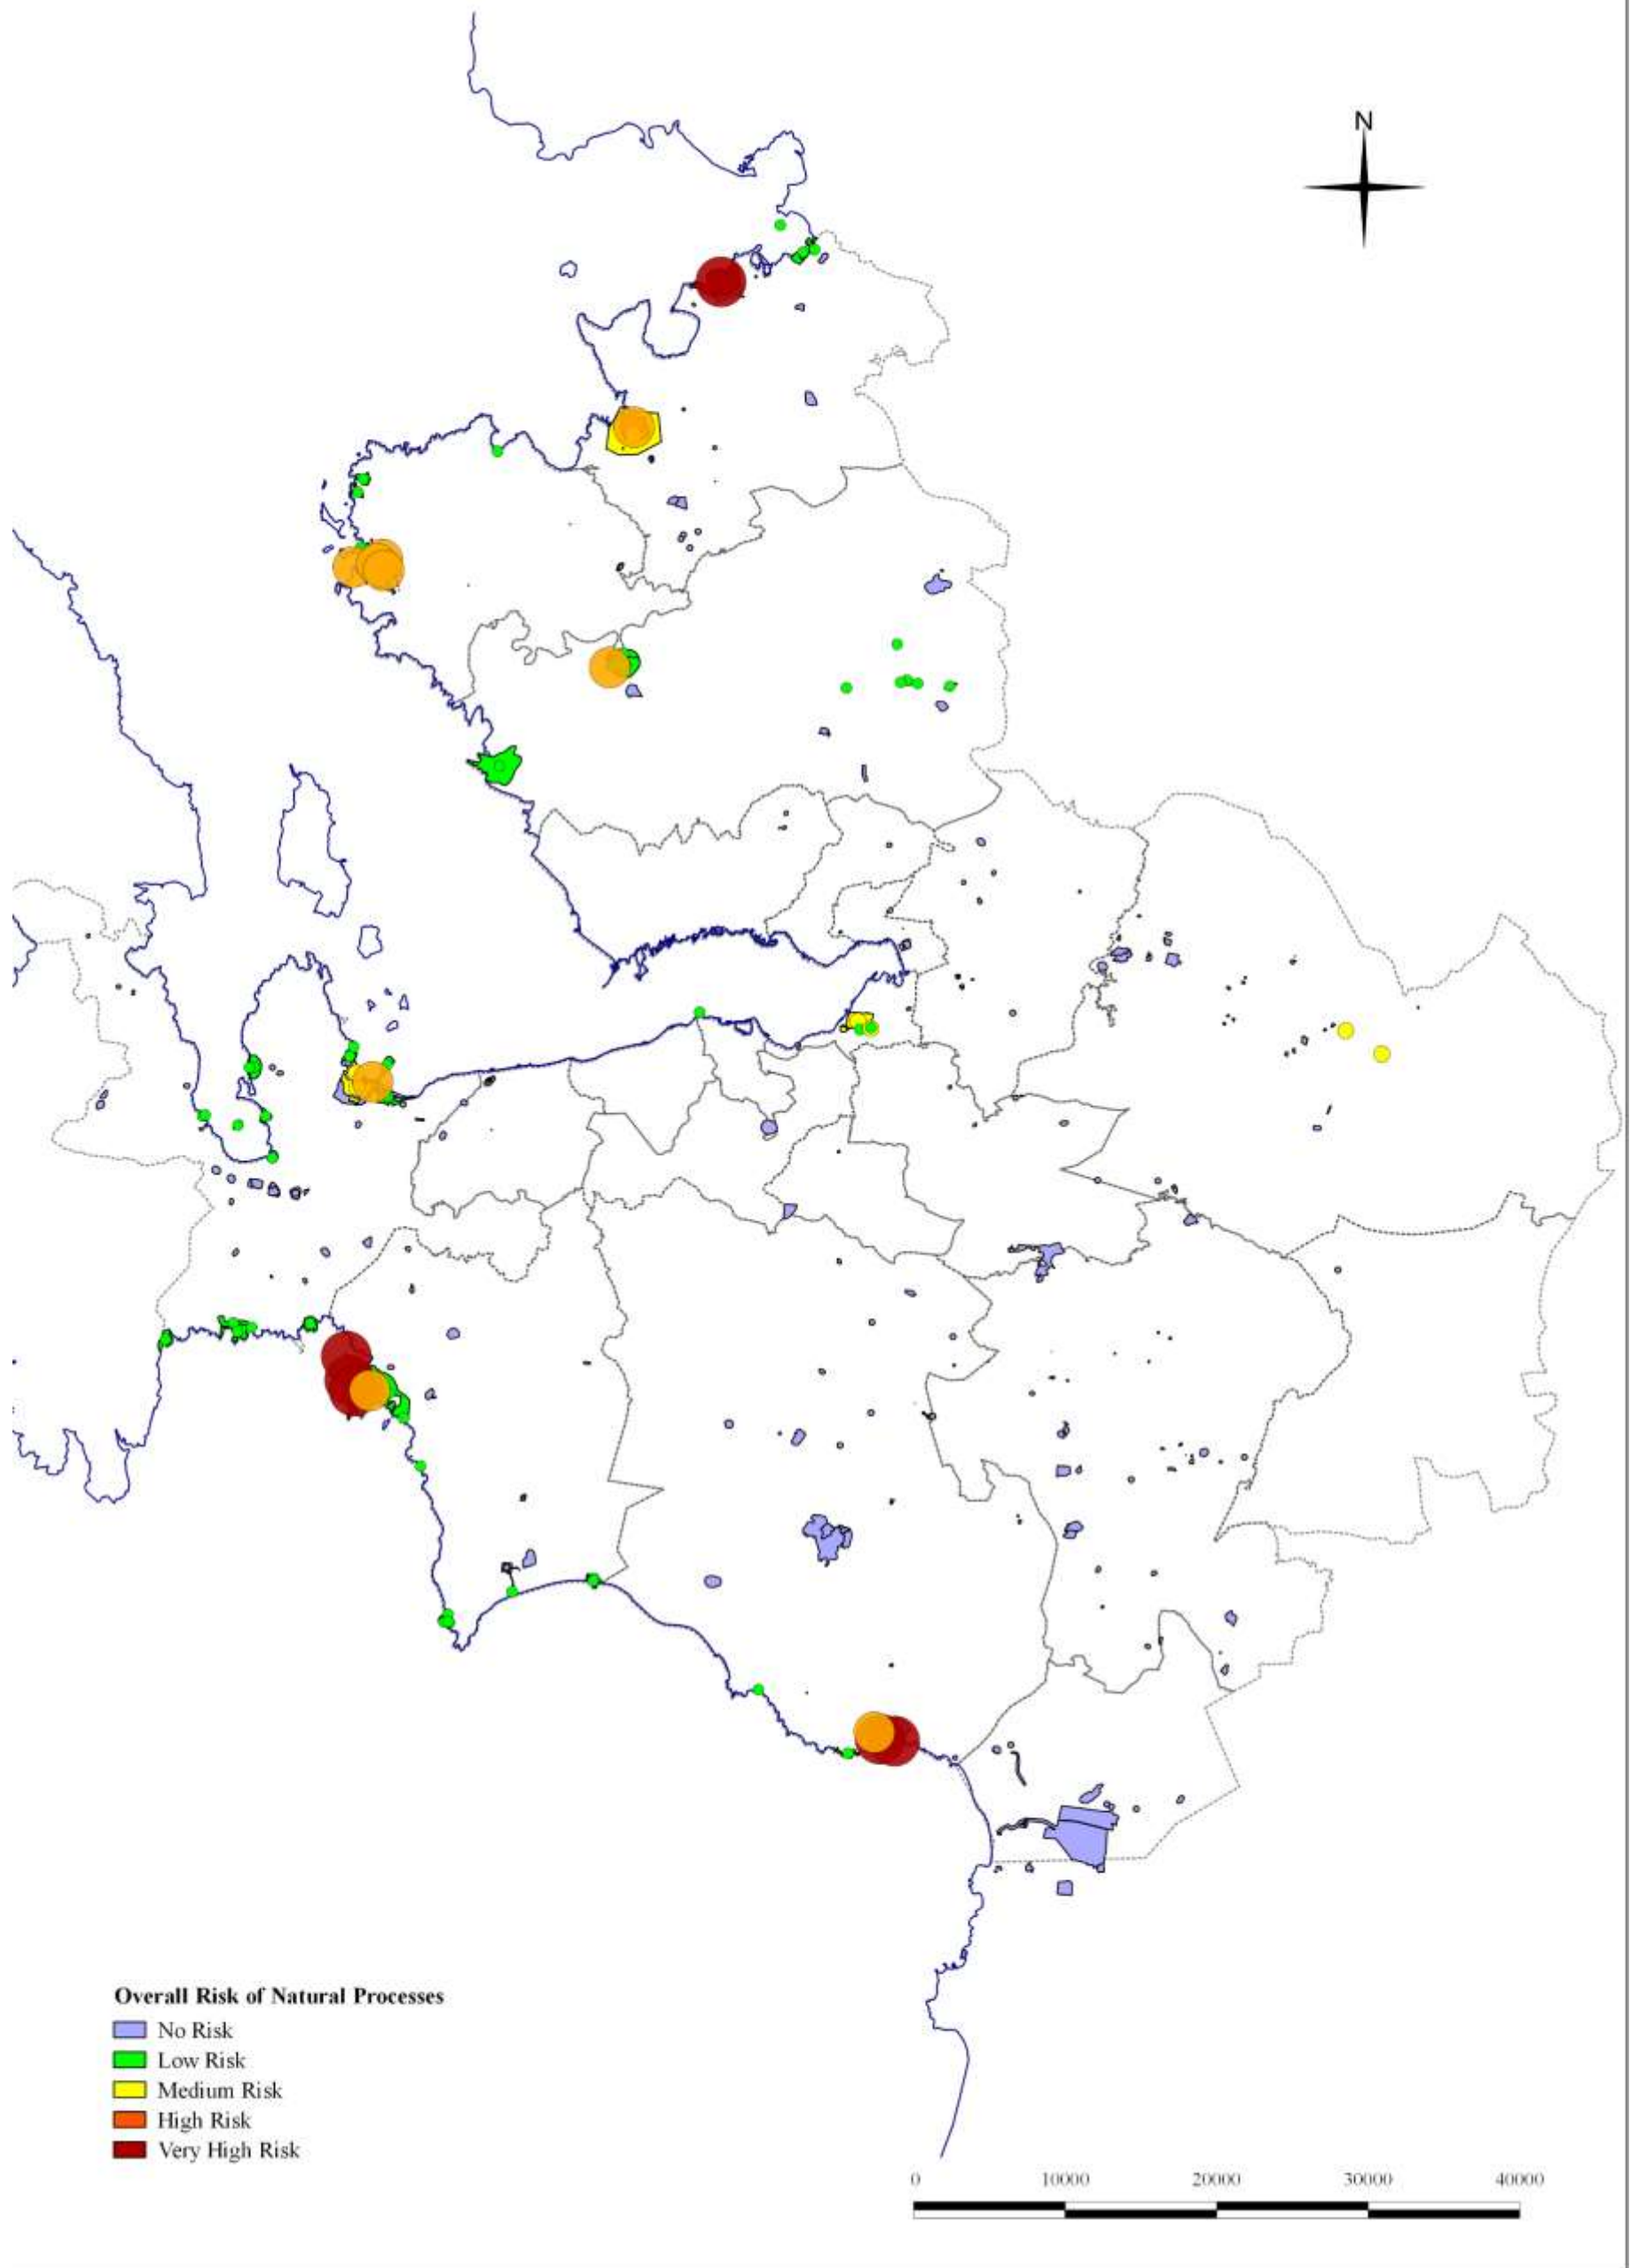 N
Overall Risk of Natural Processes
No Risk
Low Risk
Medium Risk
High Risk
Very High Risk
0 10000 20000 30000 40000